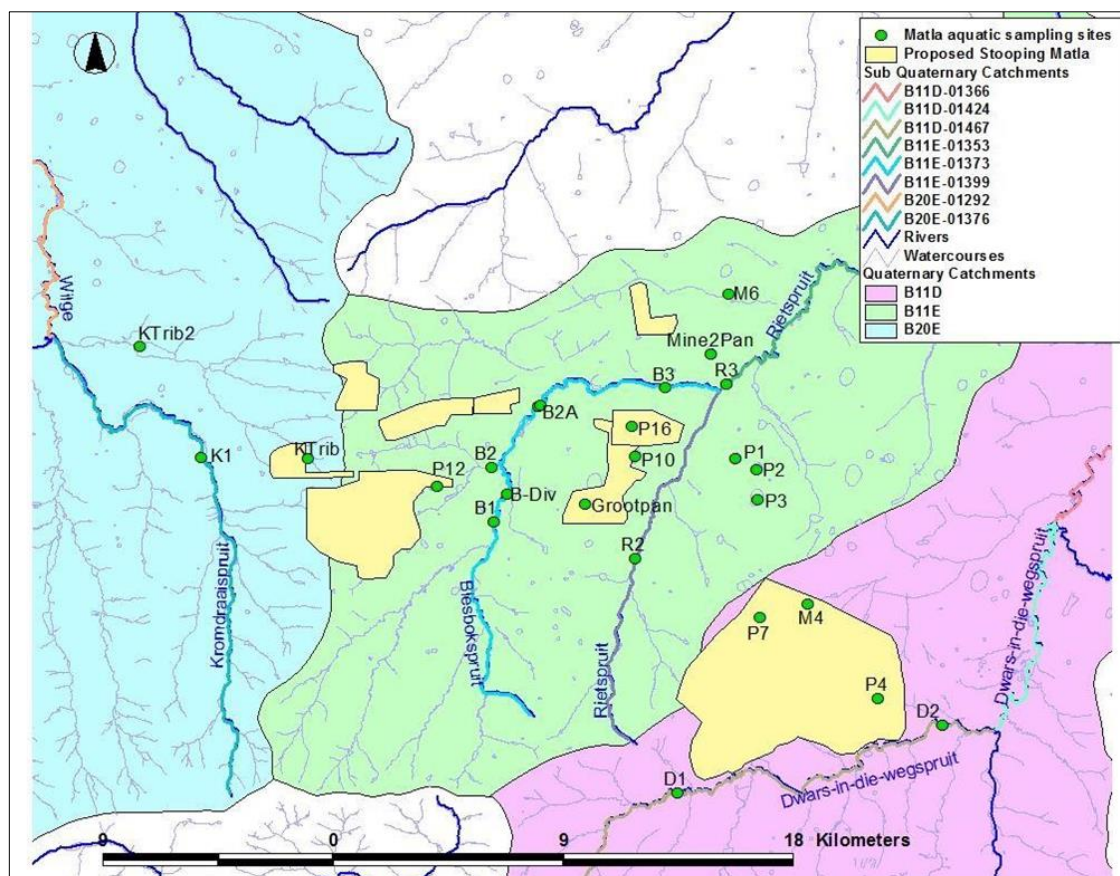 Matla aquatic sampling sites
Proposed Stooping Matla
Sub Quaternary Catchments
B11D-01366
B11D-01424
B11D-01467
B11E-01353
B11E-01373
B11E-01399
B20E-01292
B20E-01376
Rivers
Watercourses
Quaternary Catchments
B11D
B11E
B20E
Wilge
KTrib2
M6
Rietspruit
Mine2Pan
R3
B3
B2A
P16
K1
KTrib
B2
P12
P10
P1
P2
B-Div
Grootpan
P3
B1
R2
Kromdraaispruit
Blesbokspruit
Rietspruit
M4
P7
P4
Dwars-in-die-wegspruit
D2
D1
Dwars-in-die-wegspruit
9 0 9 18 Kilometers